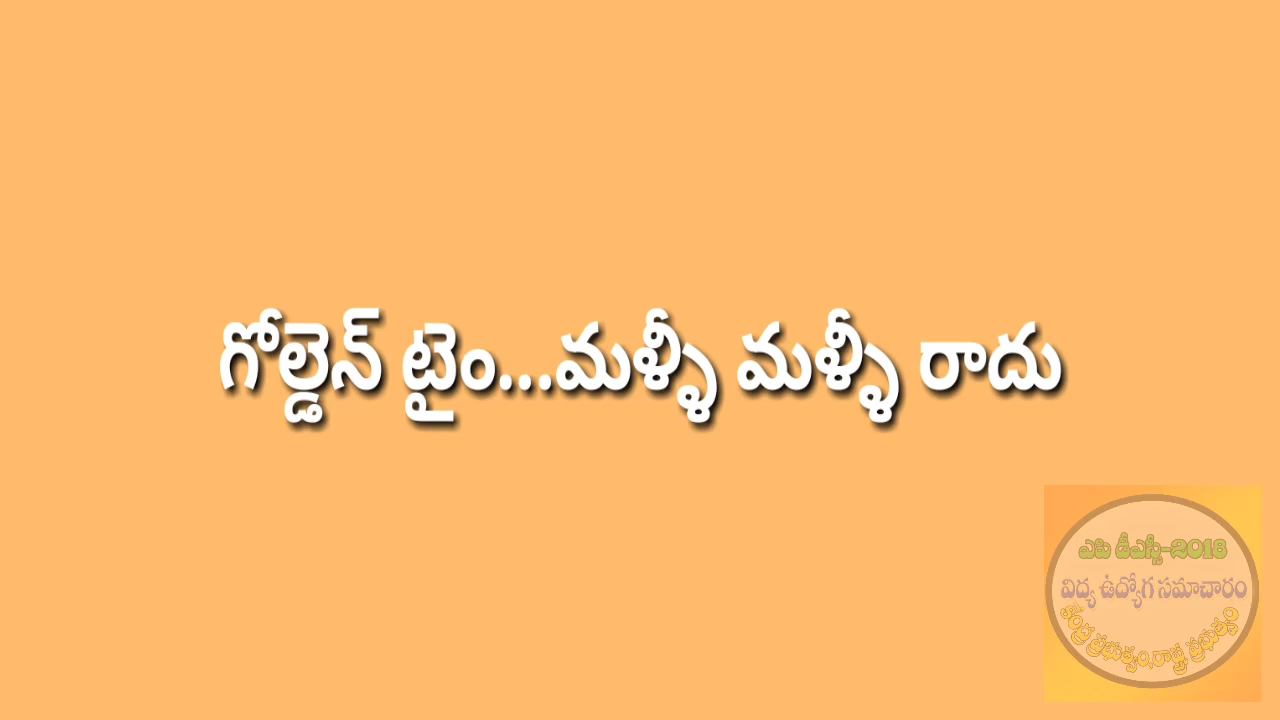 గోల్డెన్ టైం...మళ్ళీ మళ్ళీ రాదు
ఎపి డీఎస్సీ-2018
విద్య ఉద్యోగ సమాచారం
కేంద్ర ప్రభుత్వం,రాష్ట్ర ప్రభుత్వం